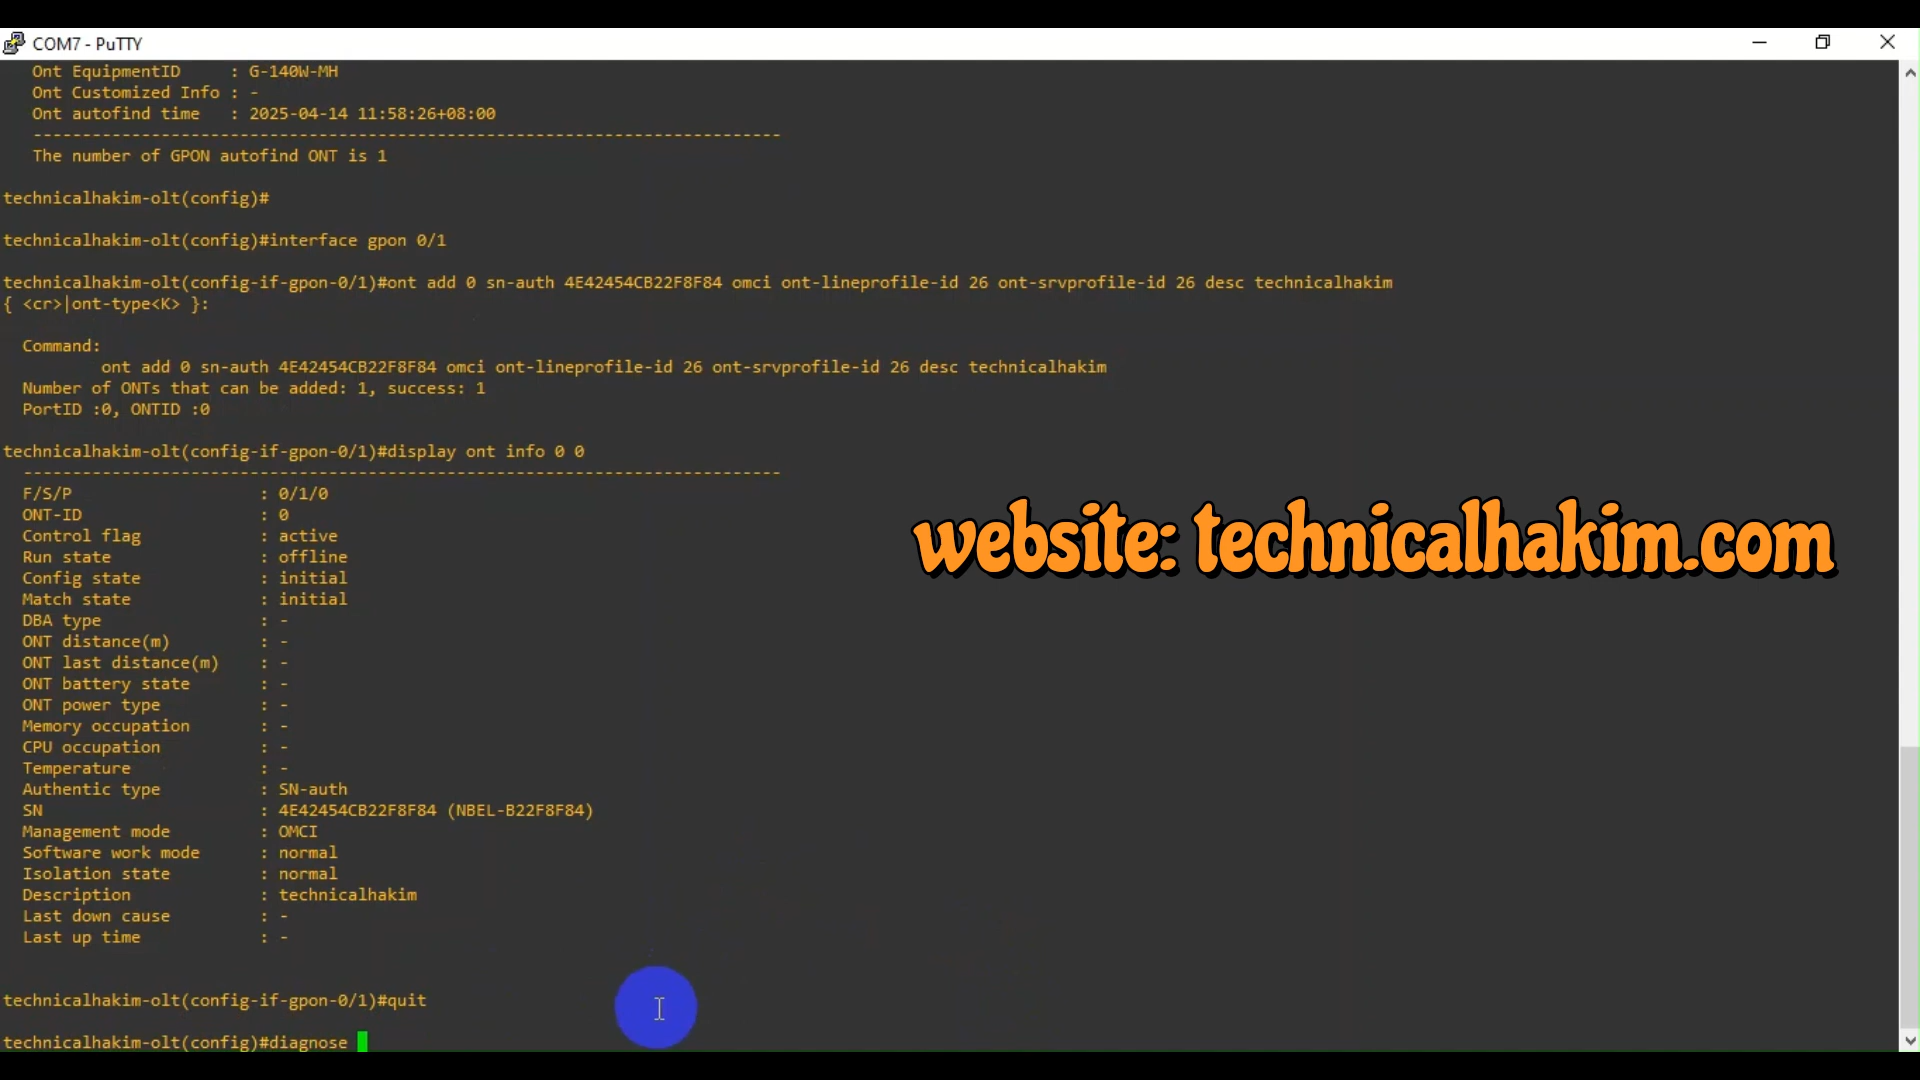 COM7 - PuTTY
Ont EquipmentID : G-140W-MH
Ont Customized Info : -
Ont autofind time : 2025-04-14 11:58:26+08:00
----------------------------------------------------------------------------
The number of GPON autofind ONT is 1
technicalhakim-olt(config)#
technicalhakim-olt(config)#interface gpon 0/1
technicalhakim-olt(config-if-gpon-0/1)#ont add 0 sn-auth 4E42454CB22F8F84 omci ont-lineprofile-id 26 ont-srvprofile-id 26 desc technicalhakim
{ <cr>|ont-type<K> }:
Command:
ont add 0 sn-auth 4E42454CB22F8F84 omci ont-lineprofile-id 26 ont-srvprofile-id 26 desc technicalhakim
Number of ONTs that can be added: 1, success: 1
PortID :0, ONTID :0
technicalhakim-olt(config-if-gpon-0/1)#display ont info 0 0
-----------------------------------------------------------------------------
F/S/P : 0/1/0
ONT-ID : 0
Control flag : active
Run state : offline
Config state : initial
Match state : initial
DBA type : -
ONT distance(m) : -
ONT last distance(m) : -
ONT battery state : -
ONT power type : -
Memory occupation : -
CPU occupation : -
Temperature : -
Authentic type : SN-auth
SN : 4E42454CB22F8F84 (NBEL-B22F8F84)
Management mode : OMCI
Software work mode : normal
Isolation state : normal
Description : technicalhakim
Last down cause : -
Last up time : -
technicalhakim-olt(config-if-gpon-0/1)#quit
technicalhakim-olt(config)#diagnose
website: technicalhakim.com